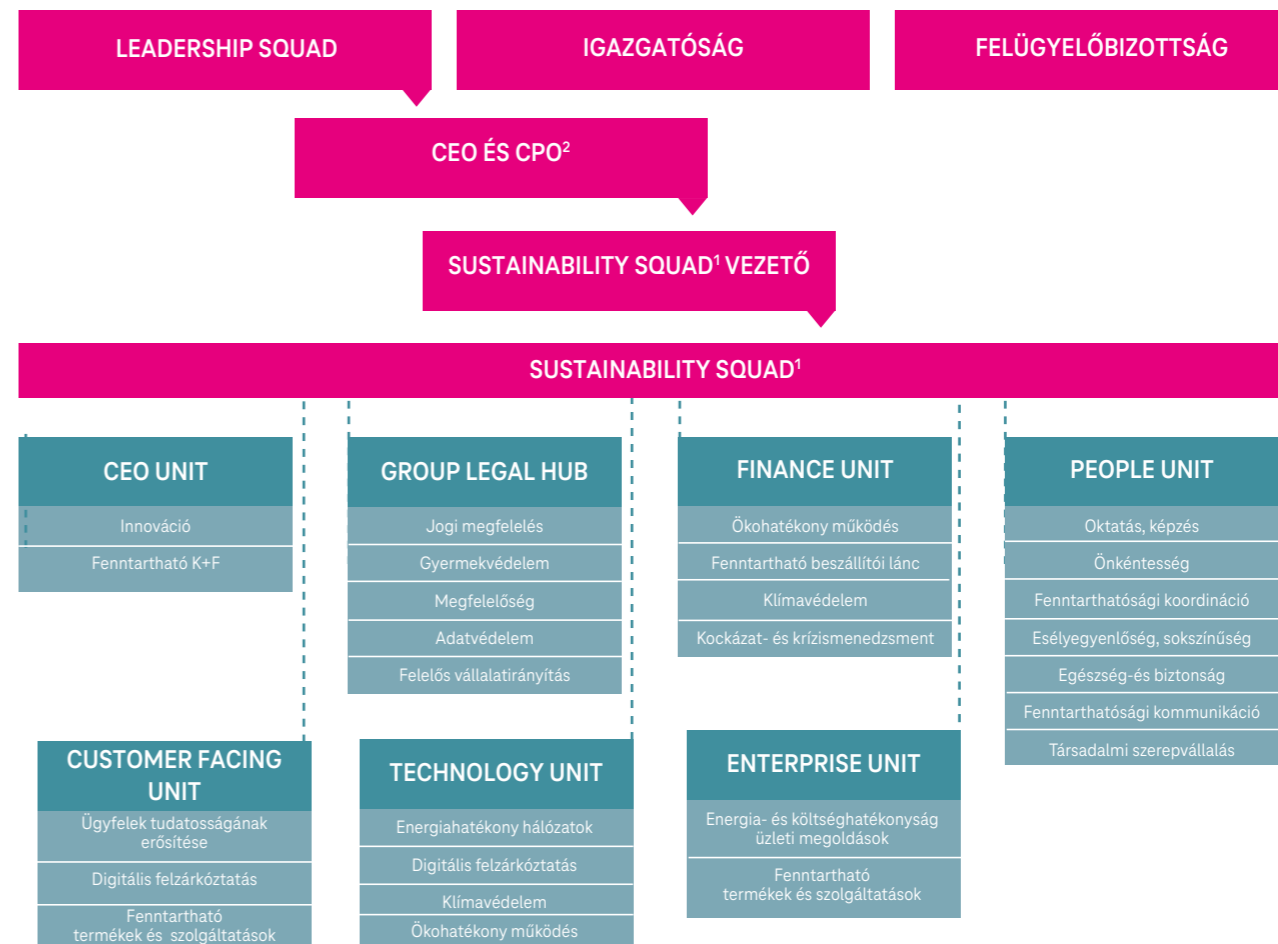 LEADERSHIP SQUAD
IGAZGATÓSÁG
FELÜGYELŐBIZOTTSÁG
CEO ÉS CPO²
SUSTAINABILITY SQUAD¹ VEZETŐ
SUSTAINABILITY SQUAD¹
CEO UNIT
Innováció
Fenntartható K+F
GROUP LEGAL HUB
Jogi megfelelés
Gyermekvédelem
Megfelelőség
Adatvédelem
Felelős vállalatirányítás
FINANCE UNIT
Ökohatékony működés
Fenntartható beszállítói lánc
Klímavédelem
Kockázat- és krízismenedzsment
PEOPLE UNIT
Oktatás, képzés
Önkéntesség
Fenntarthatósági koordináció
Esélyegyenlőség, sokszínűség
Egészség-és biztonság
Fenntarthatósági kommunikáció
Társadalmi szerepvállalás
CUSTOMER FACING
UNIT
Ügyfelek tudatosságának
erősítése
Digitális felzárkóztatás
Fenntartható
termékek és szolgáltatások
TECHNOLOGY UNIT
Energiahatékony hálózatok
Digitális felzárkóztatás
Klímavédelem
Ökohatékony működés
ENTERPRISE UNIT
Energia- és költséghatékonyság
üzleti megoldások
Fenntartható
termékek és szolgáltatások